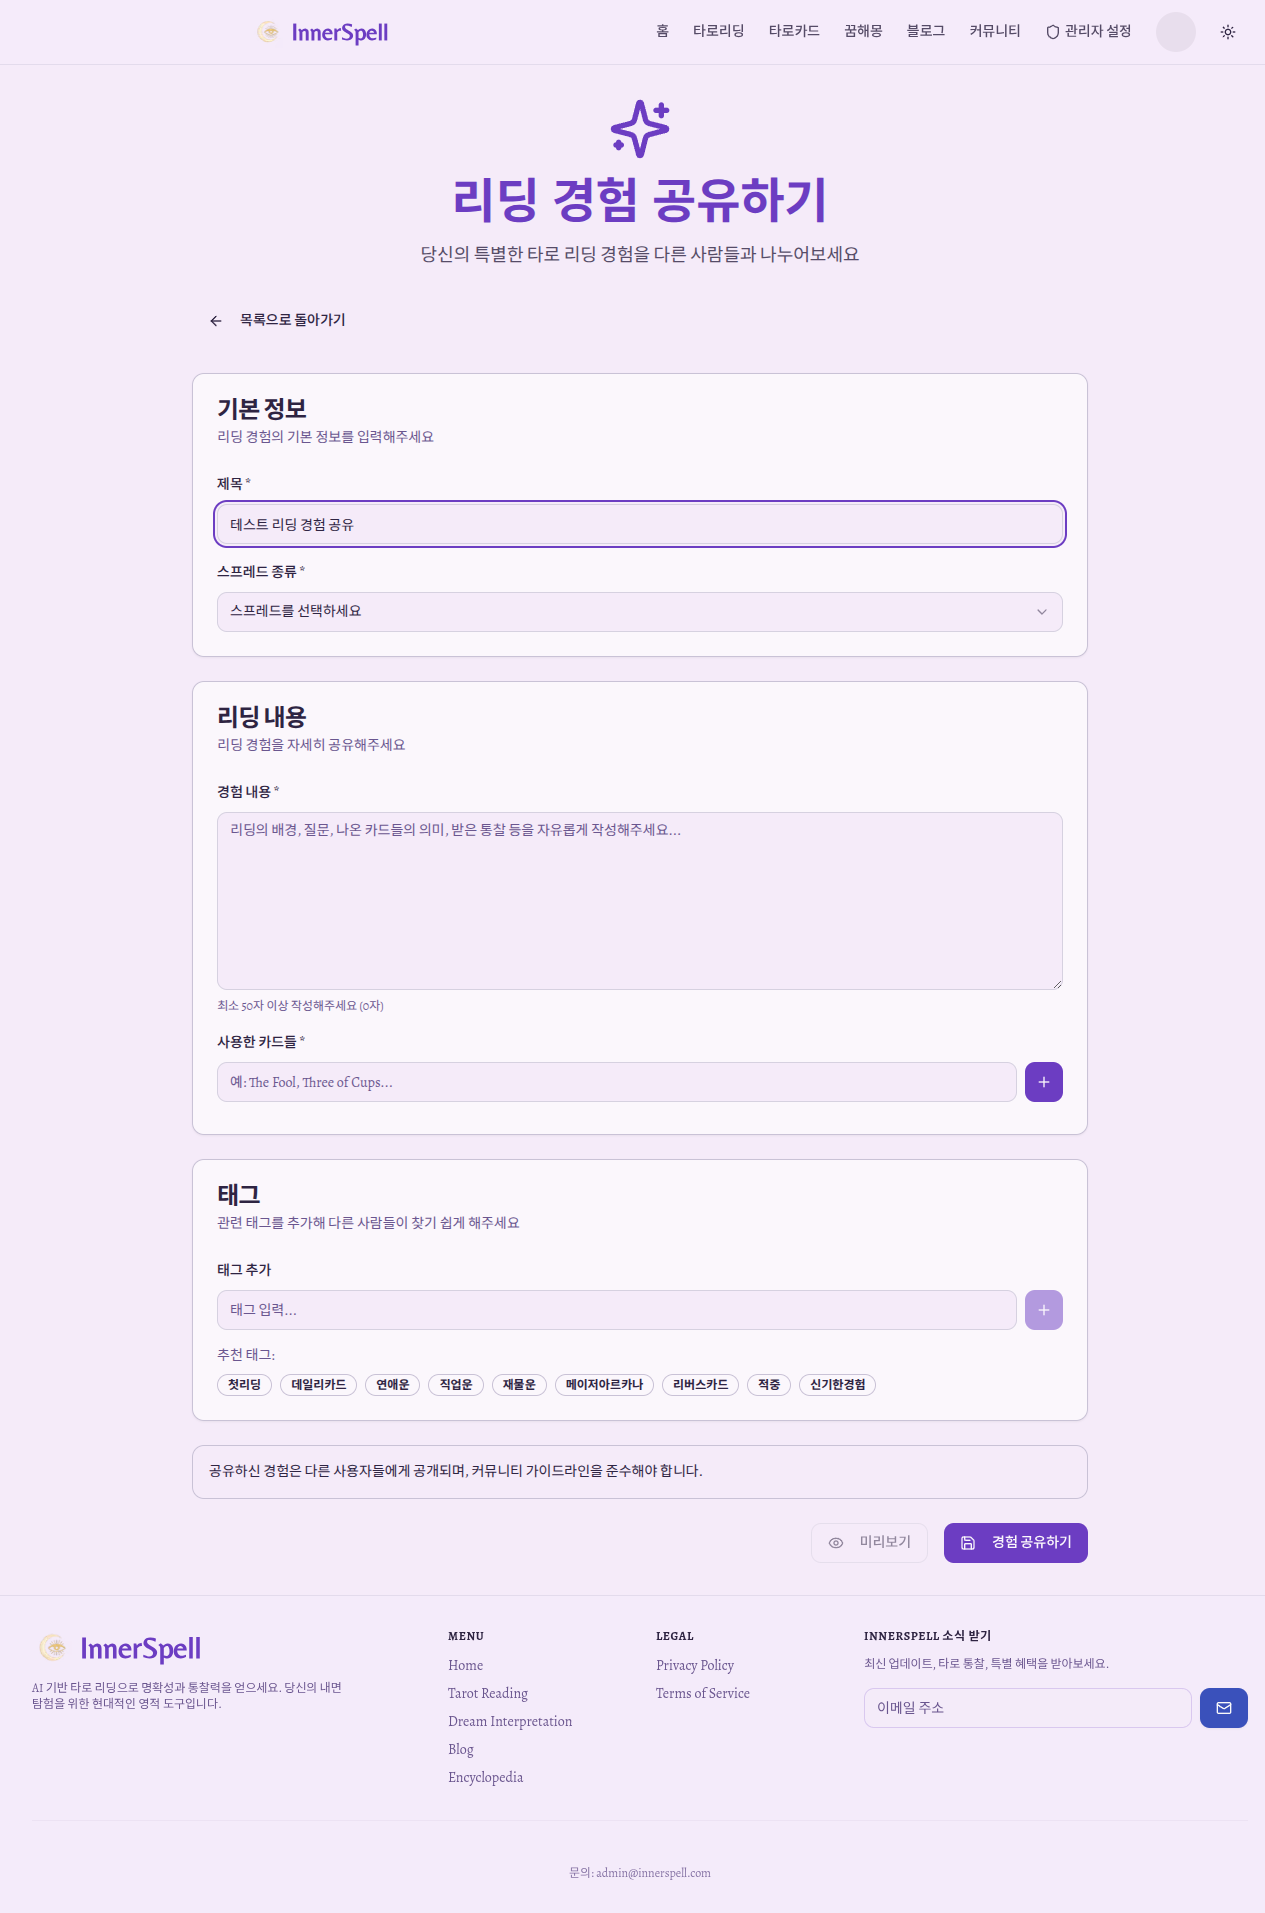 InnerSpell
홈 타로리딩 타로카드 꿈해몽 블로그 커뮤니티 관리자 설정
리딩 경험 공유하기
당신의 특별한 타로 리딩 경험을 다른 사람들과 나누어보세요
목록으로 돌아가기
기본 정보
리딩 경험의 기본 정보를 입력해주세요
제목 *
테스트 리딩 경험 공유
스프레드 종류 *
스프레드를 선택하세요
리딩 내용
리딩 경험을 자세히 공유해주세요
경험 내용 *
리딩의 배경, 질문, 나온 카드들의 의미, 받은 통찰 등을 자유롭게 작성해주세요...
최소 50자 이상 작성해주세요 (0자)
사용한 카드들 *
예: The Fool, Three of Cups...
태그
관련 태그를 추가해 다른 사람들이 찾기 쉽게 해주세요
태그 추가
태그 입력...
추천 태그:
첫리딩 데일리카드 연애운 직업운 재물운 메이저아르카나 리버스카드 적중 신기한경험
공유하신 경험은 다른 사용자들에게 공개되며, 커뮤니티 가이드라인을 준수해야 합니다.
미리보기 경험 공유하기
InnerSpell
AI 기반 타로 리딩으로 명확성과 통찰력을 얻으세요. 당신의 내면
탐험을 위한 현대적인 영적 도구입니다.
MENU
Home
Tarot Reading
Dream Interpretation
Blog
Encyclopedia
LEGAL
Privacy Policy
Terms of Service
INNERSPELL 소식 받기
최신 업데이트, 타로 통찰, 특별 혜택을 받아보세요.
이메일 주소
문의: admin@innerspell.com